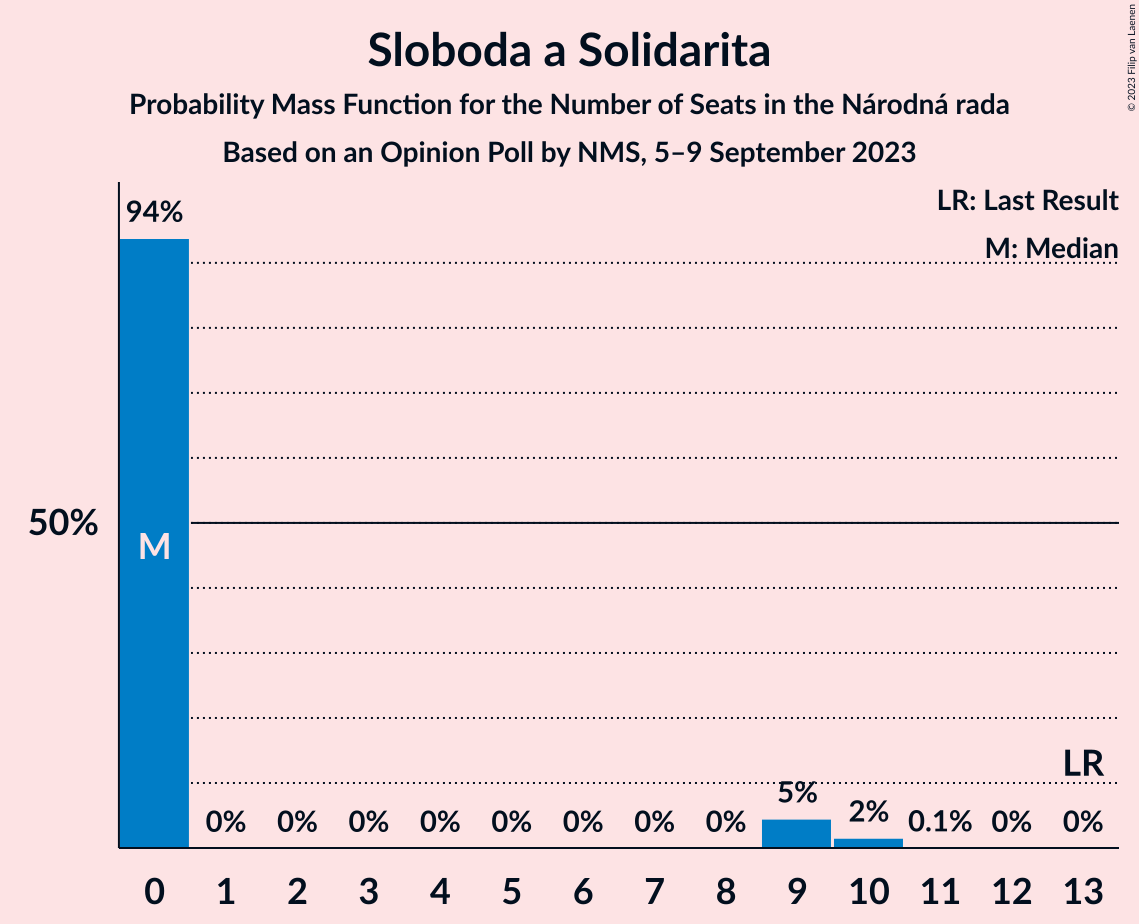 Sloboda a Solidarita
Probability Mass Function for the Number of Seats in the Národná rada
Based on an Opinion Poll by NMS, 5–9 September 2023
© 2023 Filip van Laenen
LR: Last Result
M: Median
94%
50%
M
LR
0% 0% 0% 0% 0% 0% 0% 0% 5% 2% 0.1% 0% 0%
0 1 2 3 4 5 6 7 8 9 10 11 12 13